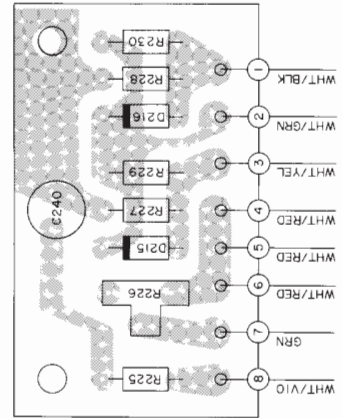 R230
R228
D216
R229
R227
D215
R226
R225
C240
1 WHT/BLK
2 WHT/GRN
3 WHT/YEL
4 WHT/RED
5 WHT/RED
6 WHT/RED
7 GRN
8 WHT/VIO